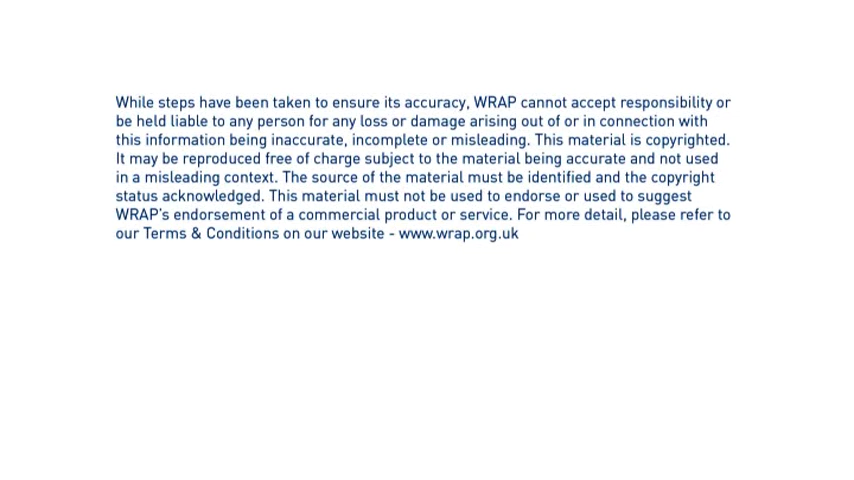 While steps have been taken to ensure its accuracy, WRAP cannot accept responsibility or
be held liable to any person for any loss or damage arising out of or in connection with
this information being inaccurate, incomplete or misleading. This material is copyrighted.
It may be reproduced free of charge subject to the material being accurate and not used
in a misleading context. The source of the material must be identified and the copyright
status acknowledged. This material must not be used to endorse or used to suggest
WRAP's endorsement of a commercial product or service. For more detail, please refer to
our Terms & Conditions on our website - www.wrap.org.uk